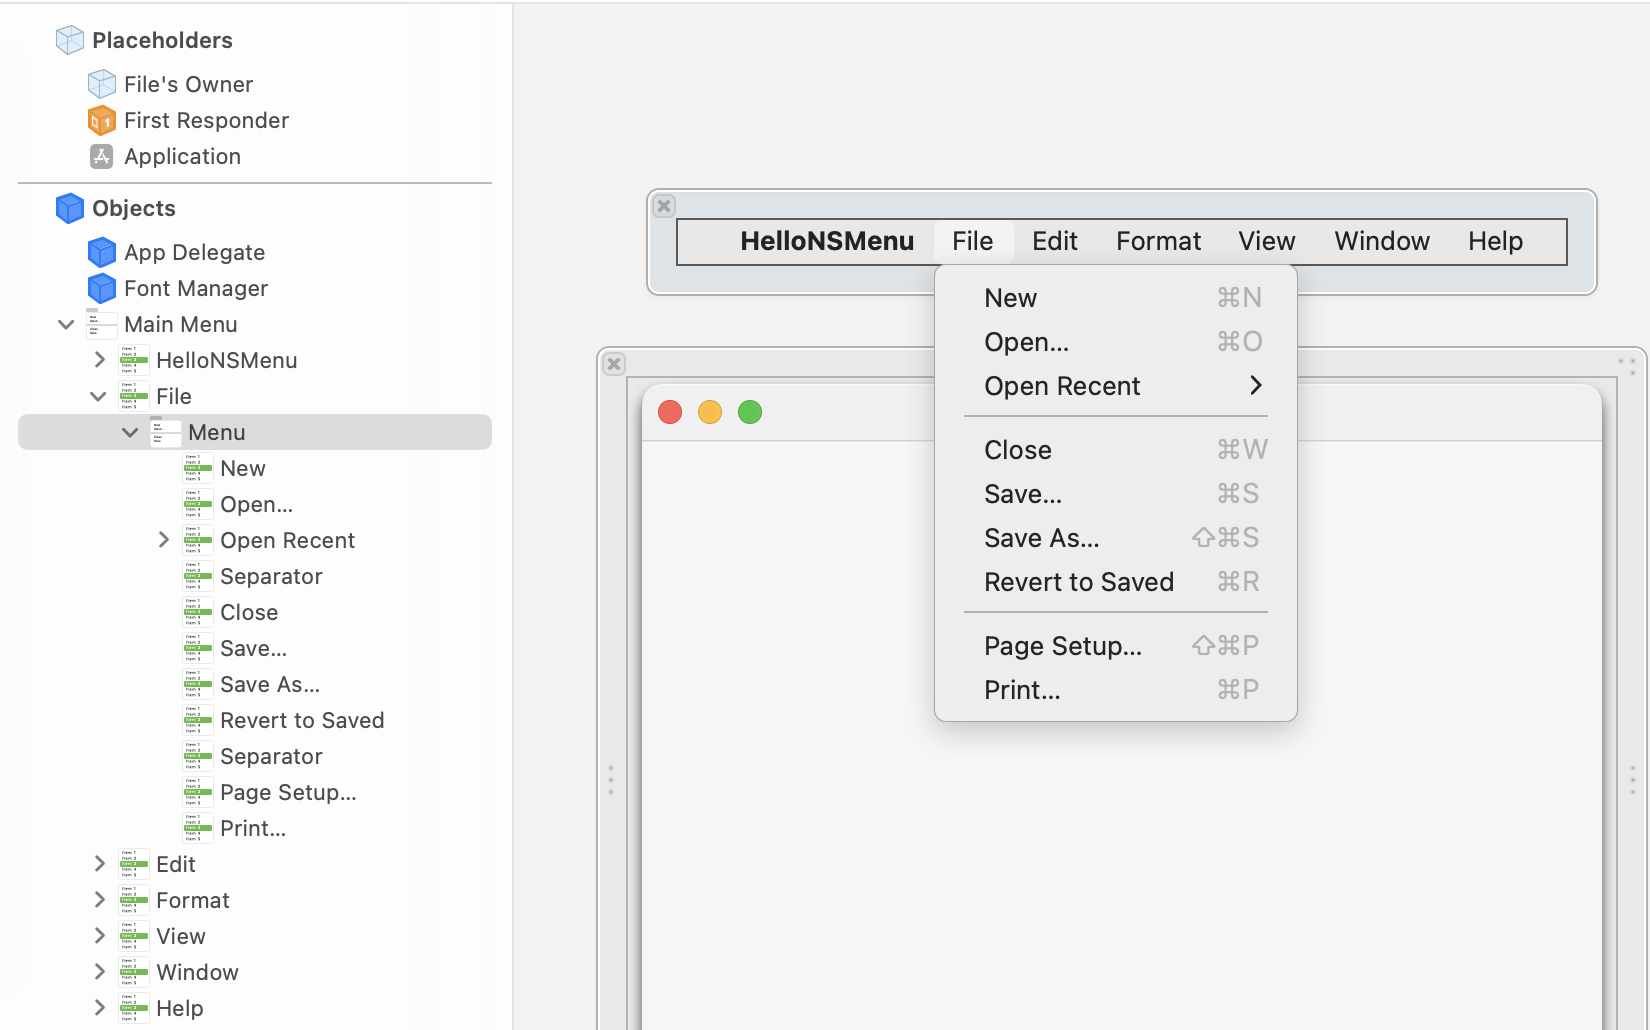 Placeholders
File's Owner
First Responder
Application
Objects
App Delegate
Font Manager
Main Menu
HelloNSMenu
File
Menu
New
Open...
Open Recent
Separator
Close
Save...
Save As...
Revert to Saved
Separator
Page Setup...
Print...
Edit
Format
View
Window
Help
HelloNSMenu File Edit Format View Window Help
New ⌘N
Open... ⌘O
Open Recent
Close ⌘W
Save... ⌘S
Save As... ⇧⌘S
Revert to Saved ⌘R
Page Setup... ⇧⌘P
Print... ⌘P